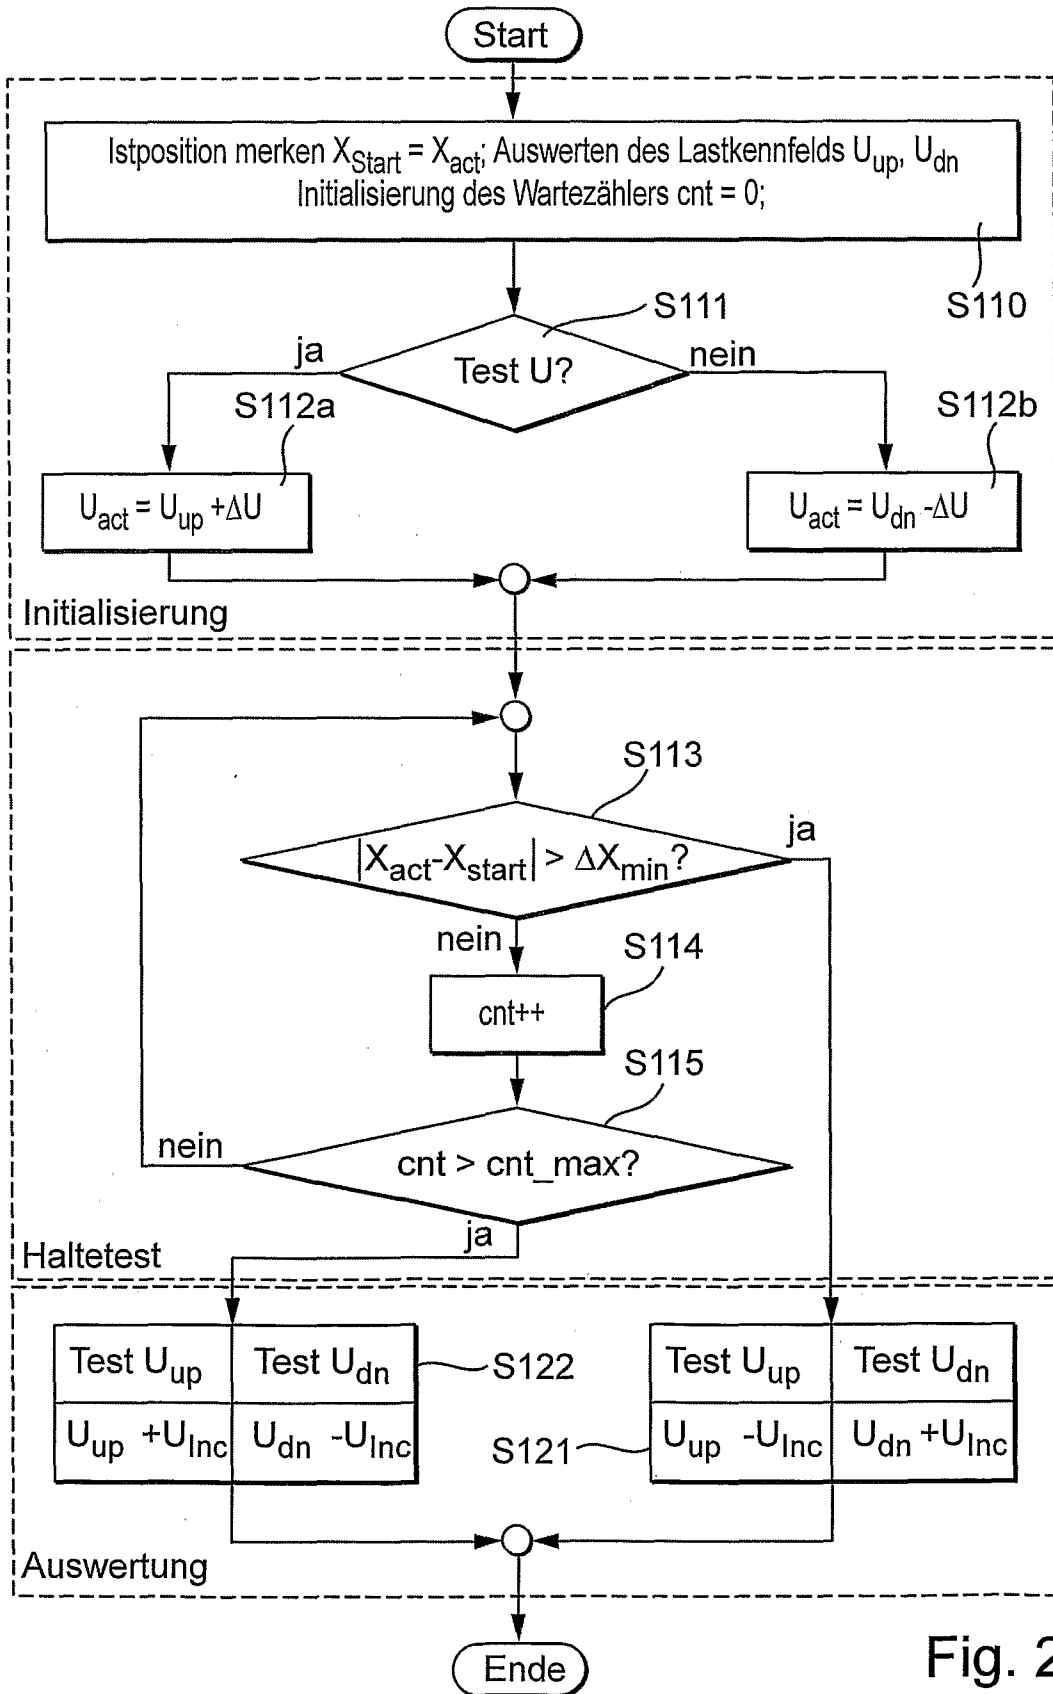 Start
Istposition merken X_Start = X_act; Auswerten des Lastkennfelds U_up, U_dn
Initialisierung des Wartezählers cnt = 0;
S110
S111
Test U?
ja
nein
S112a
S112b
U_act = U_up +ΔU
U_act = U_dn -ΔU
Initialisierung
S113
|X_act-X_start| > ΔX_min?
ja
nein
S114
cnt++
S115
cnt > cnt_max?
nein
ja
Haltetest
Test U_up Test U_dn
U_up +U_Inc U_dn -U_Inc
S122
Test U_up Test U_dn
U_up -U_Inc U_dn +U_Inc
S121
Auswertung
Ende
Fig. 2